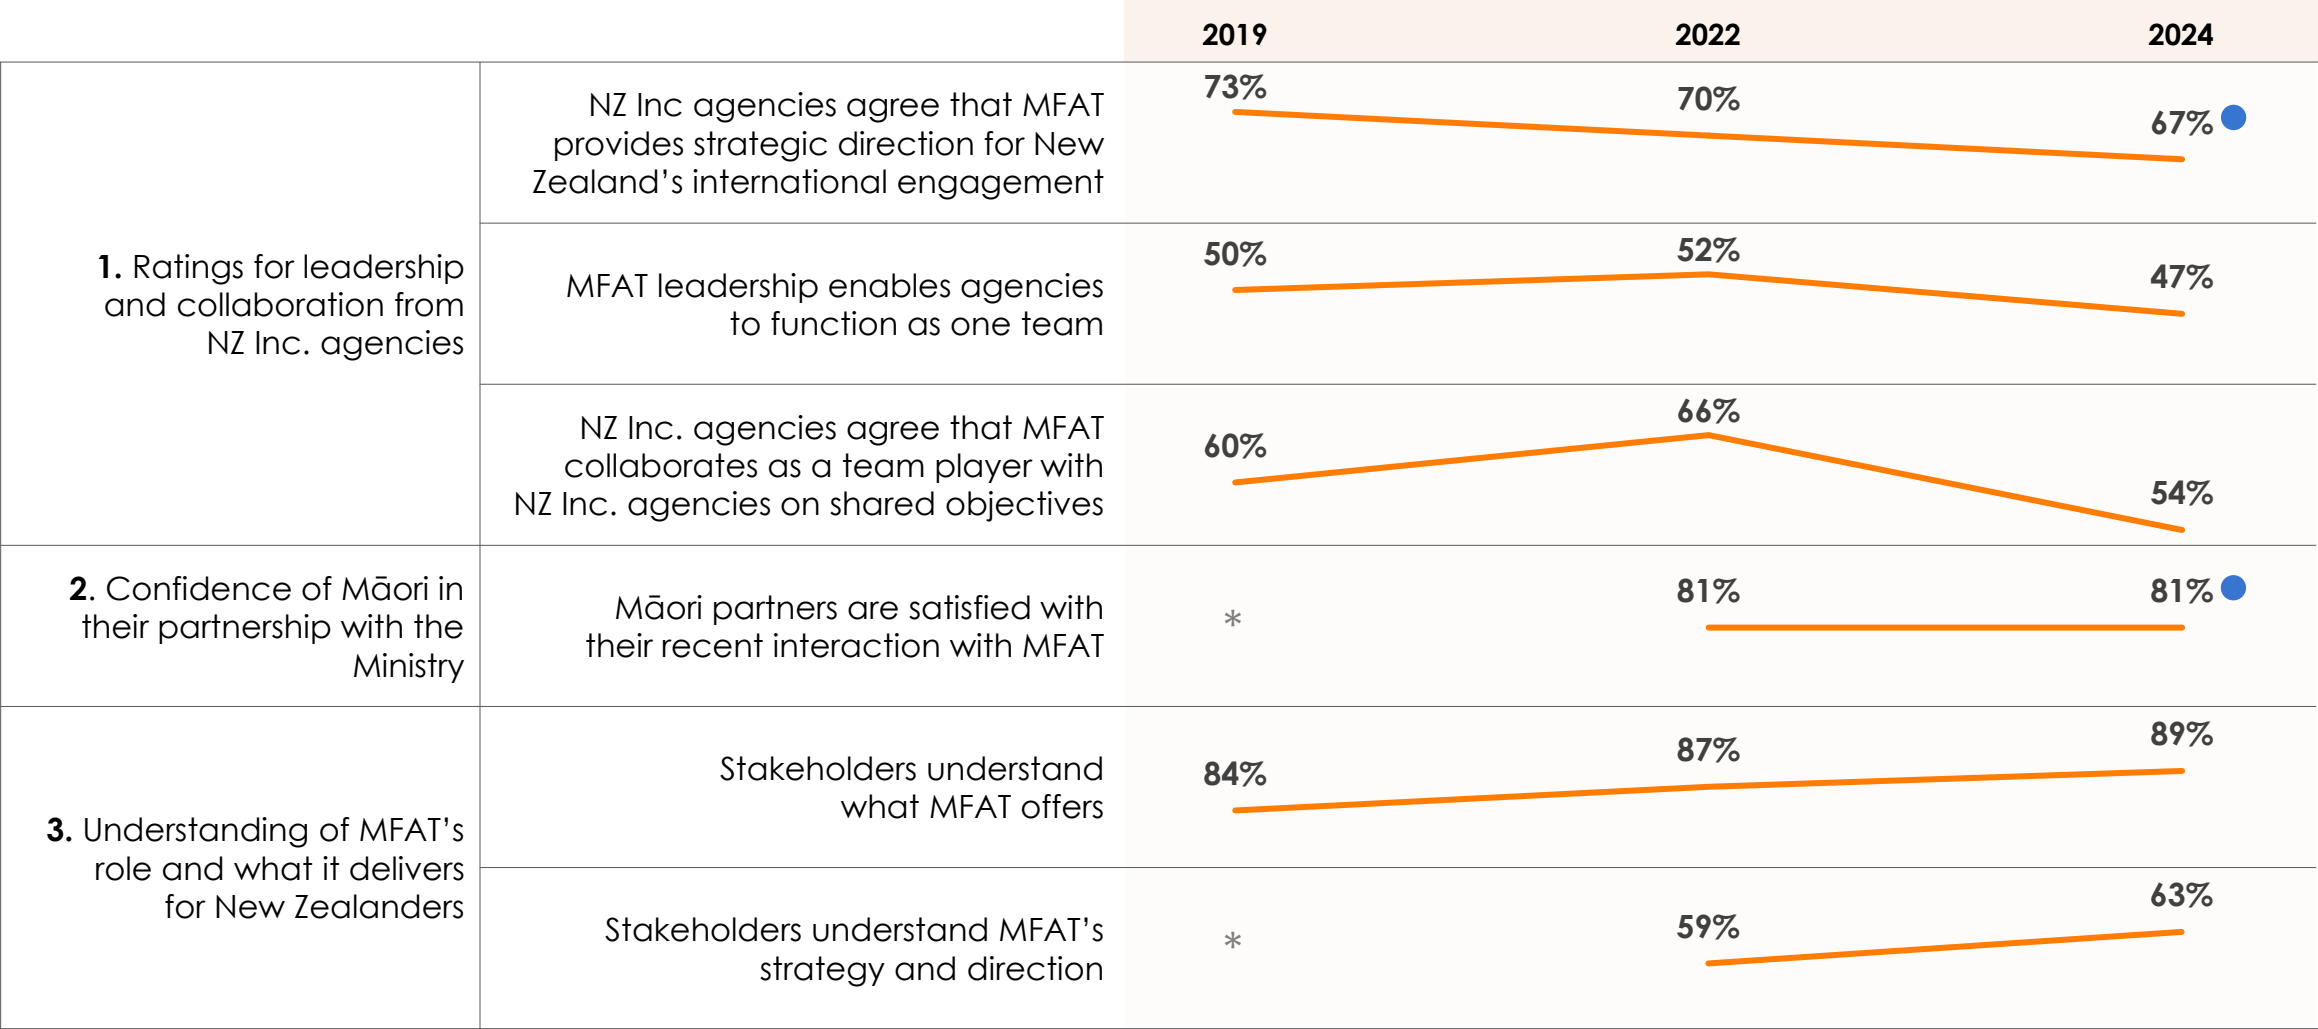 2019 2022 2024
1. Ratings for leadership
and collaboration from
NZ Inc. agencies
NZ Inc agencies agree that MFAT
provides strategic direction for New
Zealand’s international engagement
73% 70% 67%
MFAT leadership enables agencies
to function as one team
50% 52% 47%
NZ Inc. agencies agree that MFAT
collaborates as a team player with
NZ Inc. agencies on shared objectives
60% 66% 54%
2. Confidence of Māori in
their partnership with the
Ministry
Māori partners are satisfied with
their recent interaction with MFAT
* 81% 81%
3. Understanding of MFAT’s
role and what it delivers
for New Zealanders
Stakeholders understand
what MFAT offers
84% 87% 89%
Stakeholders understand MFAT’s
strategy and direction
* 59% 63%